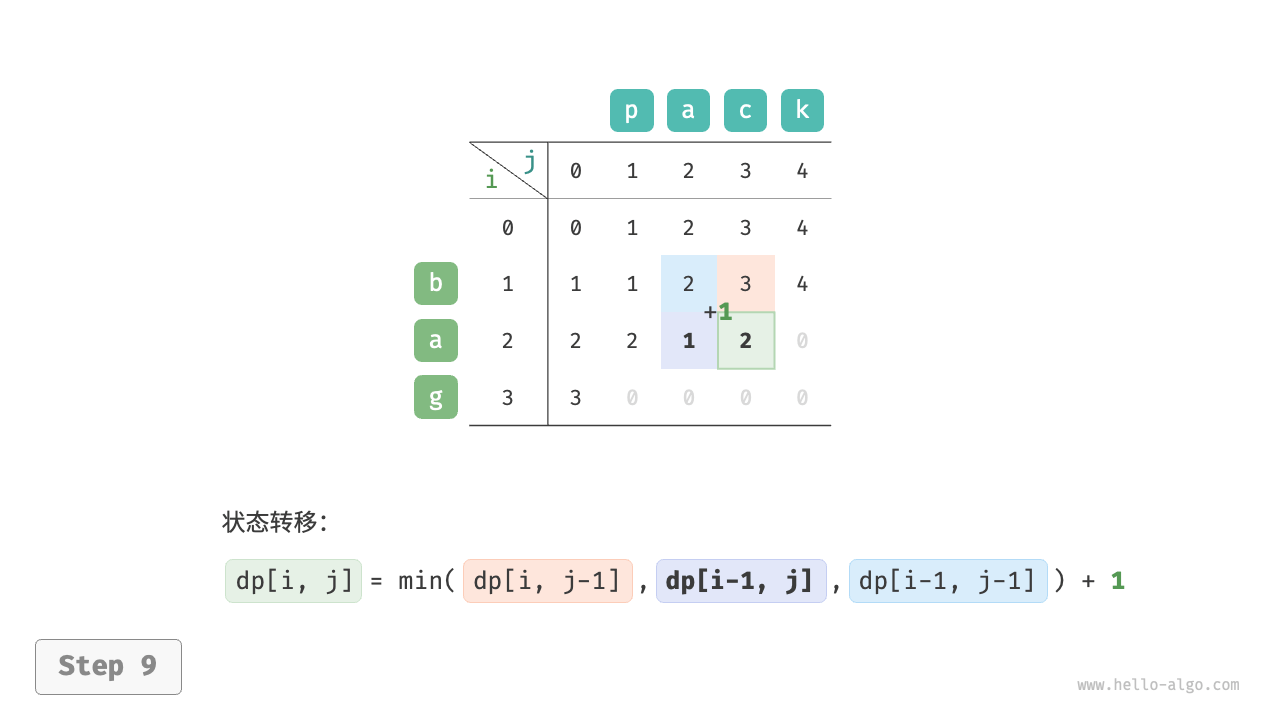 p a c k
j
i
0 1 2 3 4
0 0 1 2 3 4
b 1 1 1 2 3 4
+1
a 2 2 2 1 2 0
g 3 3 0 0 0 0
状态转移：
dp[i, j] = min( dp[i, j-1] , dp[i-1, j] , dp[i-1, j-1] ) + 1
Step 9
www.hello-algo.com